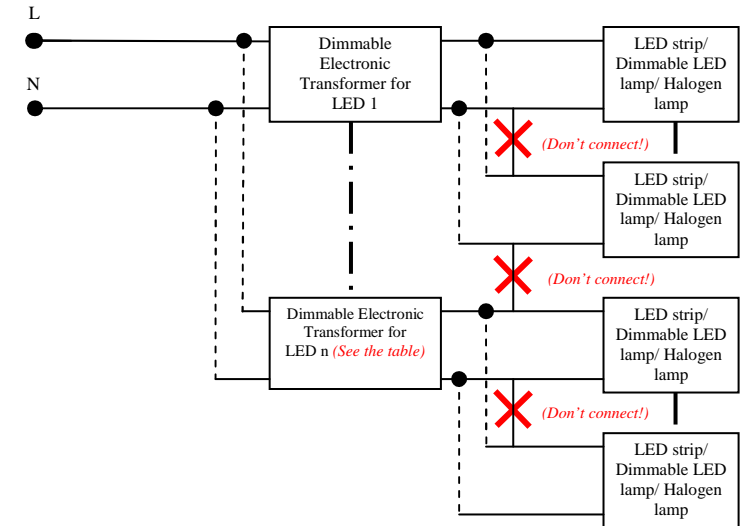 L
N
Dimmable
Electronic
Transformer for
LED 1
LED strip/
Dimmable LED
lamp/ Halogen
lamp
(Don't connect!)
LED strip/
Dimmable LED
lamp/ Halogen
lamp
(Don't connect!)
Dimmable Electronic
Transformer for
LED n (See the table)
LED strip/
Dimmable LED
lamp/ Halogen
lamp
(Don't connect!)
LED strip/
Dimmable LED
lamp/ Halogen
lamp